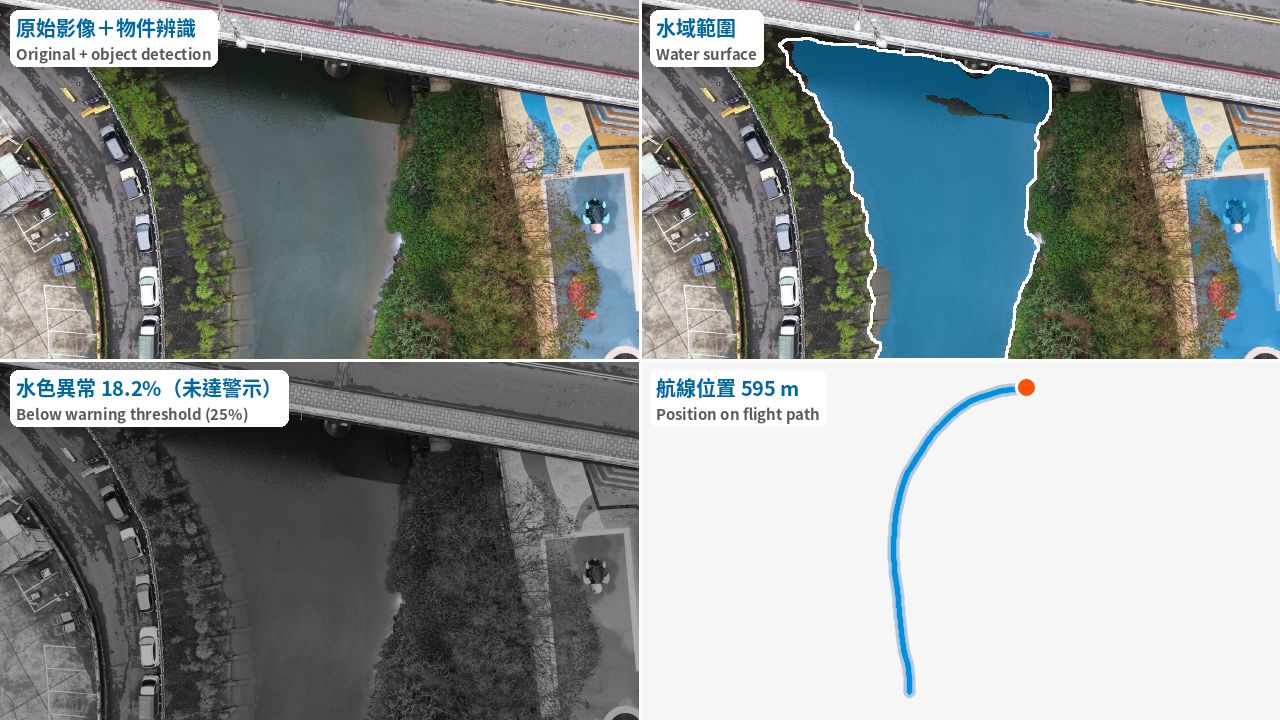 原始影像＋物件辨識
Original + object detection
水域範圍
Water surface
水色異常 18.2%（未達警示）
Below warning threshold (25%)
航線位置 595 m
Position on flight path